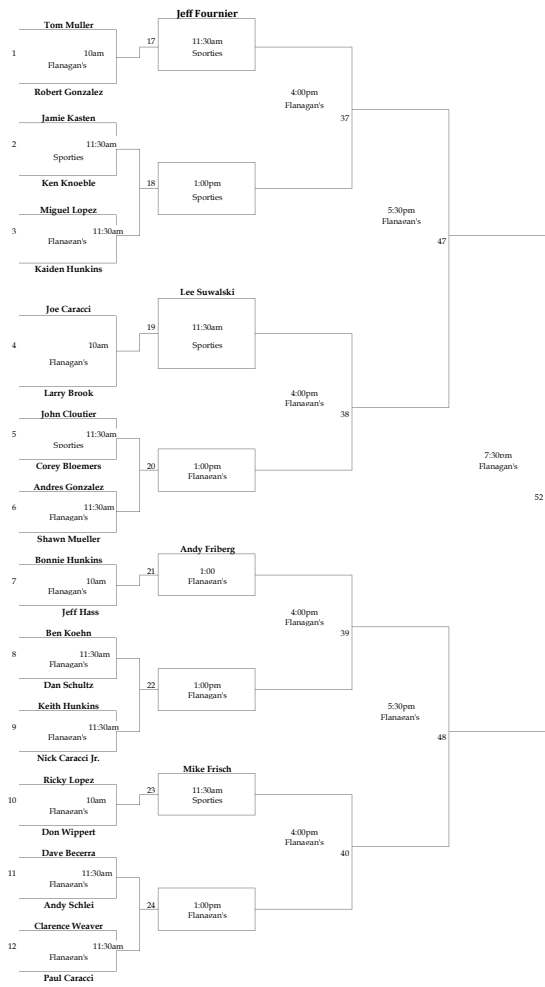 Jeff Fournier
Tom Muller
17 11:30am
1 10am
Sporties
Flanagan's
Robert Gonzalez
4:00pm
Flanagan's
37
Jamie Kasten
2 11:30am
Sporties
Ken Knoeble
18 1:00pm
Sporties
Miguel Lopez
5:30pm
Flanagan's
3 11:30am
Flanagan's
47
Kaiden Hunkins
Lee Suwalski
Joe Caracci
19 11:30am
4 10am
Sporties
Flanagan's
Larry Brook
4:00pm
Flanagan's
38
John Cloutier
5 11:30am
Sporties
Corey Bloemers
20 1:00pm
Flanagan's
7:30pm
Flanagan's
52
Andres Gonzalez
6 11:30am
Flanagan's
Shawn Mueller
Andy Friberg
Bonnie Hunkins
21 1:00
7 10am
Flanagan's
Flanagan's
Jeff Hass
4:00pm
Flanagan's
39
Ben Koehn
8 11:30am
Flanagan's
Dan Schultz
22 1:00pm
Flanagan's
Keith Hunkins
5:30pm
Flanagan's
9 11:30am
Flanagan's
48
Nick Caracci Jr.
Mike Frisch
Ricky Lopez
23 11:30am
10 10am
Sporties
Flanagan's
Don Wippert
4:00pm
Flanagan's
40
Dave Becerra
11 11:30am
Flanagan's
Andy Schlei
24 1:00pm
Flanagan's
Clarence Weaver
12 11:30am
Flanagan's
Paul Caracci